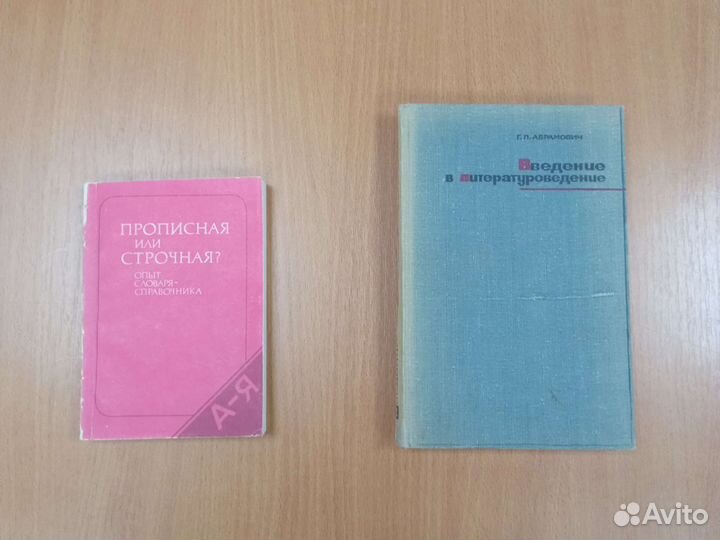 ПРОПИСНАЯ
ИЛИ
СТРОЧНАЯ?
ОПЫТ
СЛОВАРЯ-
СПРАВОЧНИКА
А-Я
Г. Л. АБРАМОВИЧ
Введение
в литературоведение
Avito